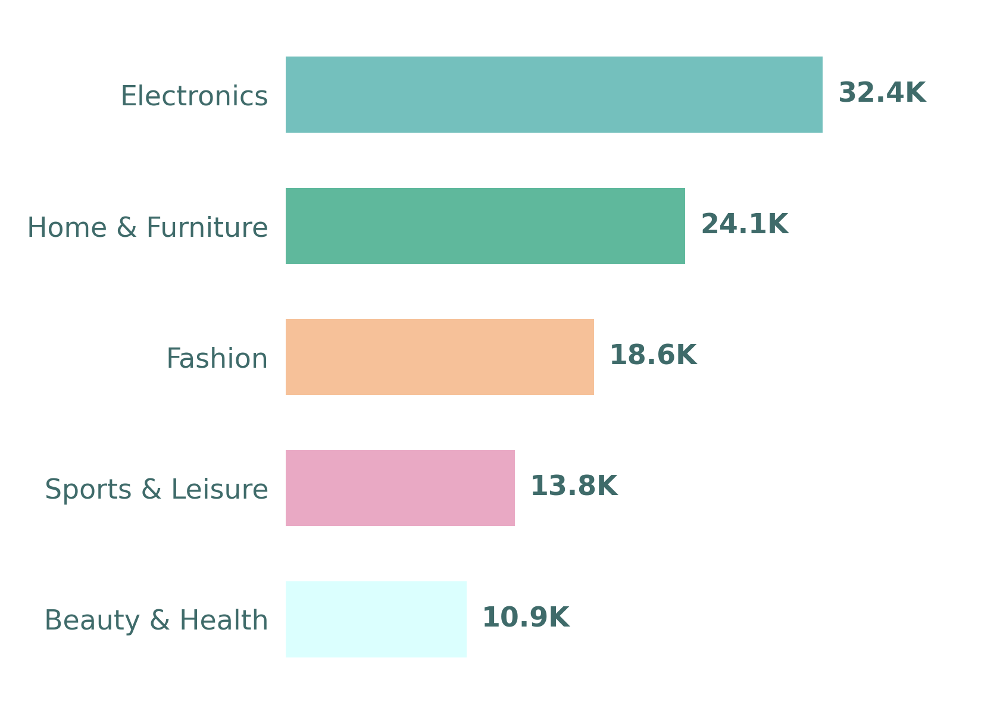 Electronics 32.4K
Home & Furniture 24.1K
Fashion 18.6K
Sports & Leisure 13.8K
Beauty & Health 10.9K